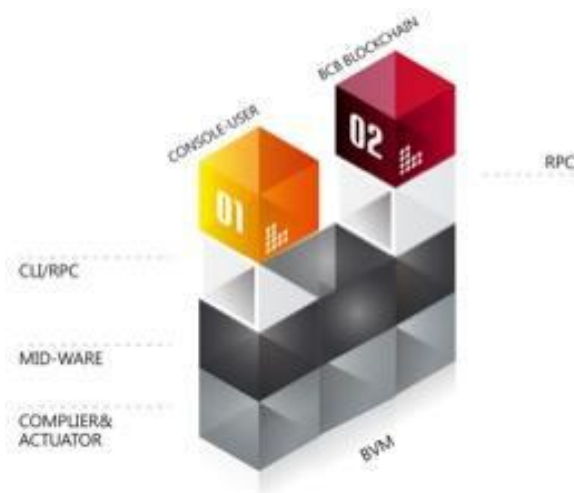 BCB BLOCKCHAIN
02
CONSOLE-USER
01
RPC
CLI/RPC
MID-WARE
COMPLIER&
ACTUATOR
BVM